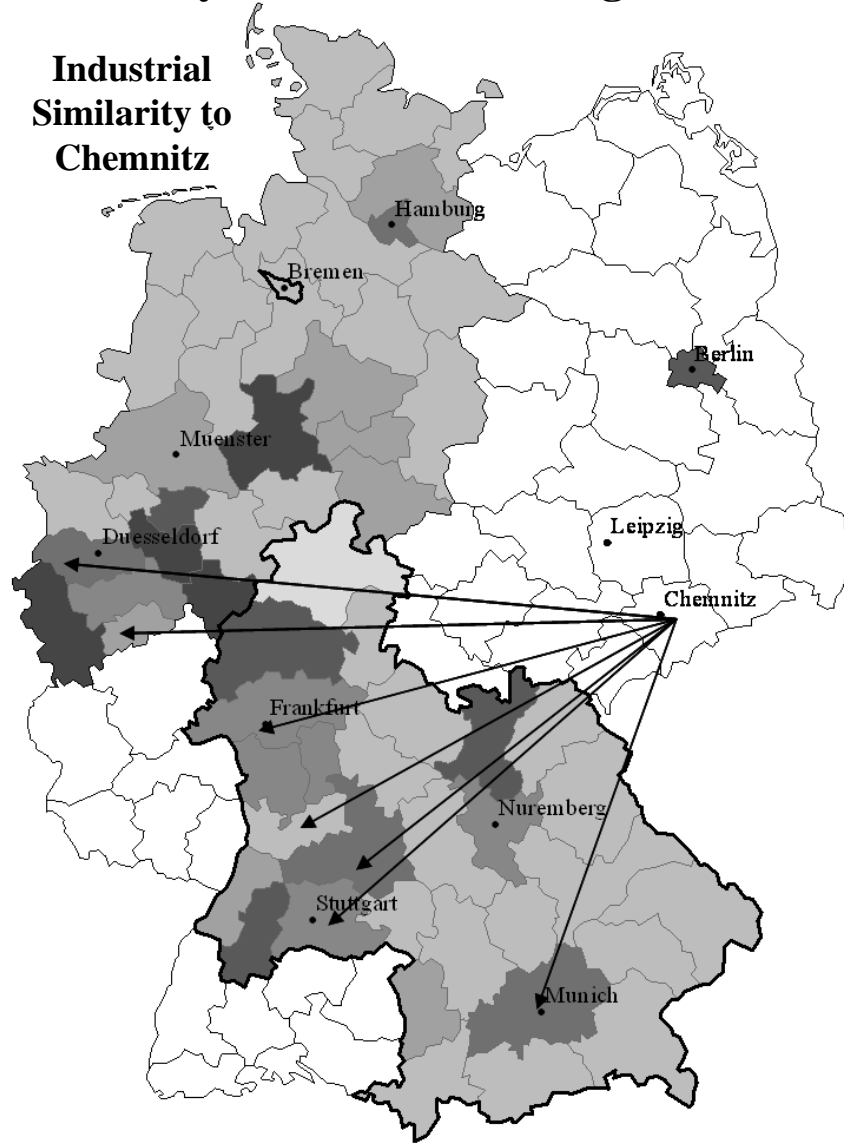 Industrial
Similarity to
Chemnitz
Hamburg
Bremen
Berlin
Muenster
Leipzig
Duesseldorf
Chemnitz
Frankfurt
Nuremberg
Stuttgart
Munich